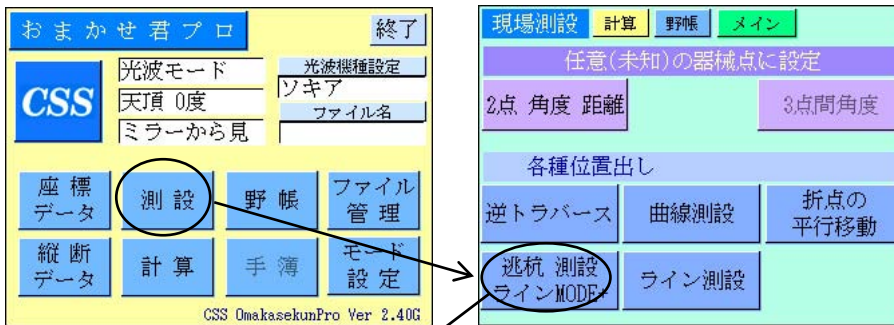 おまかせ君プロ
終了
CSS
光波モード
天頂 0度
ミラーから見
光波機種設定
ソキア
ファイル名
座標
データ
測設
野帳
ファイル
管理
縦断
データ
計算
手簿
モード
設定
CSS OmakasekunPro Ver 2.40G
現場測設
計算
野帳
メイン
任意(未知)の器械点に設定
2点 角度 距離
3点間角度
各種位置出し
逆トラバース
曲線測設
折点の
平行移動
逃杭 測設
ラインMODE+
ライン測設